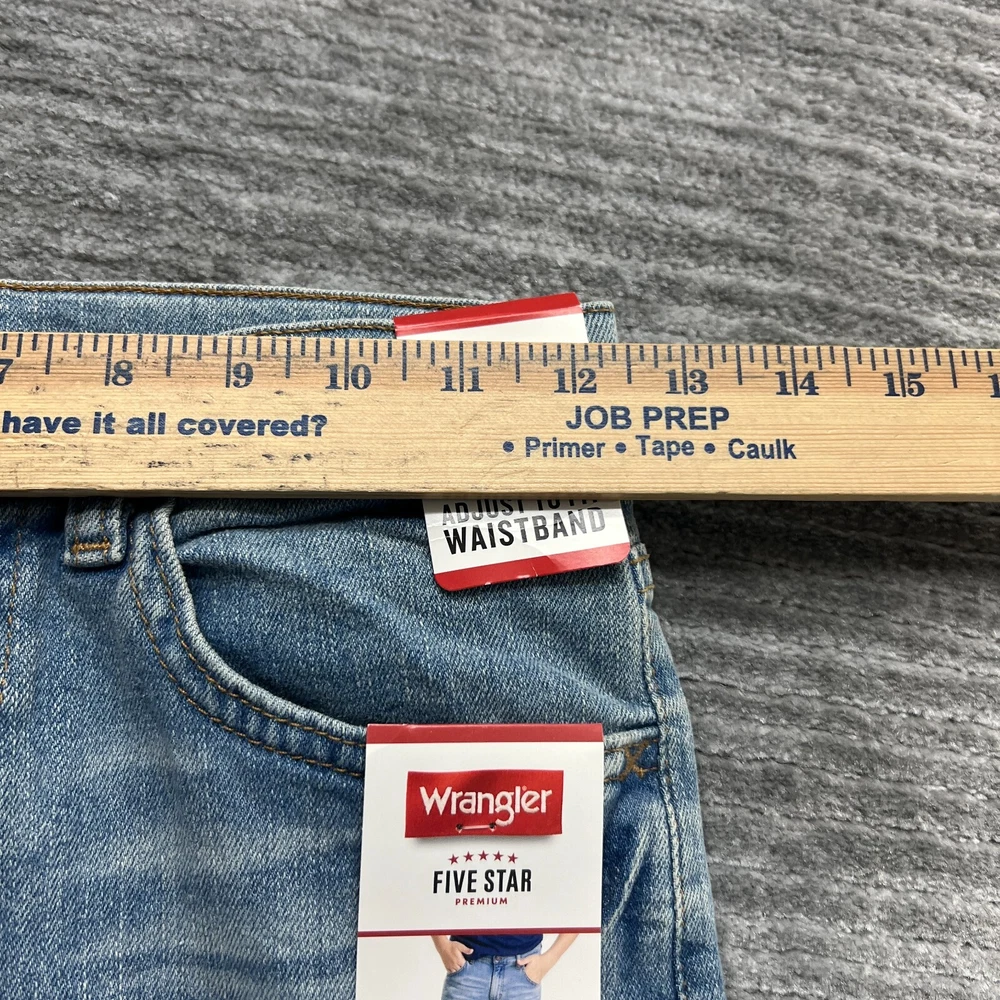 7 8 9 10 11 12 13 14 15
have it all covered?
JOB PREP
• Primer • Tape • Caulk
WAISTBAND
Wrangler
FIVE STAR
PREMIUM